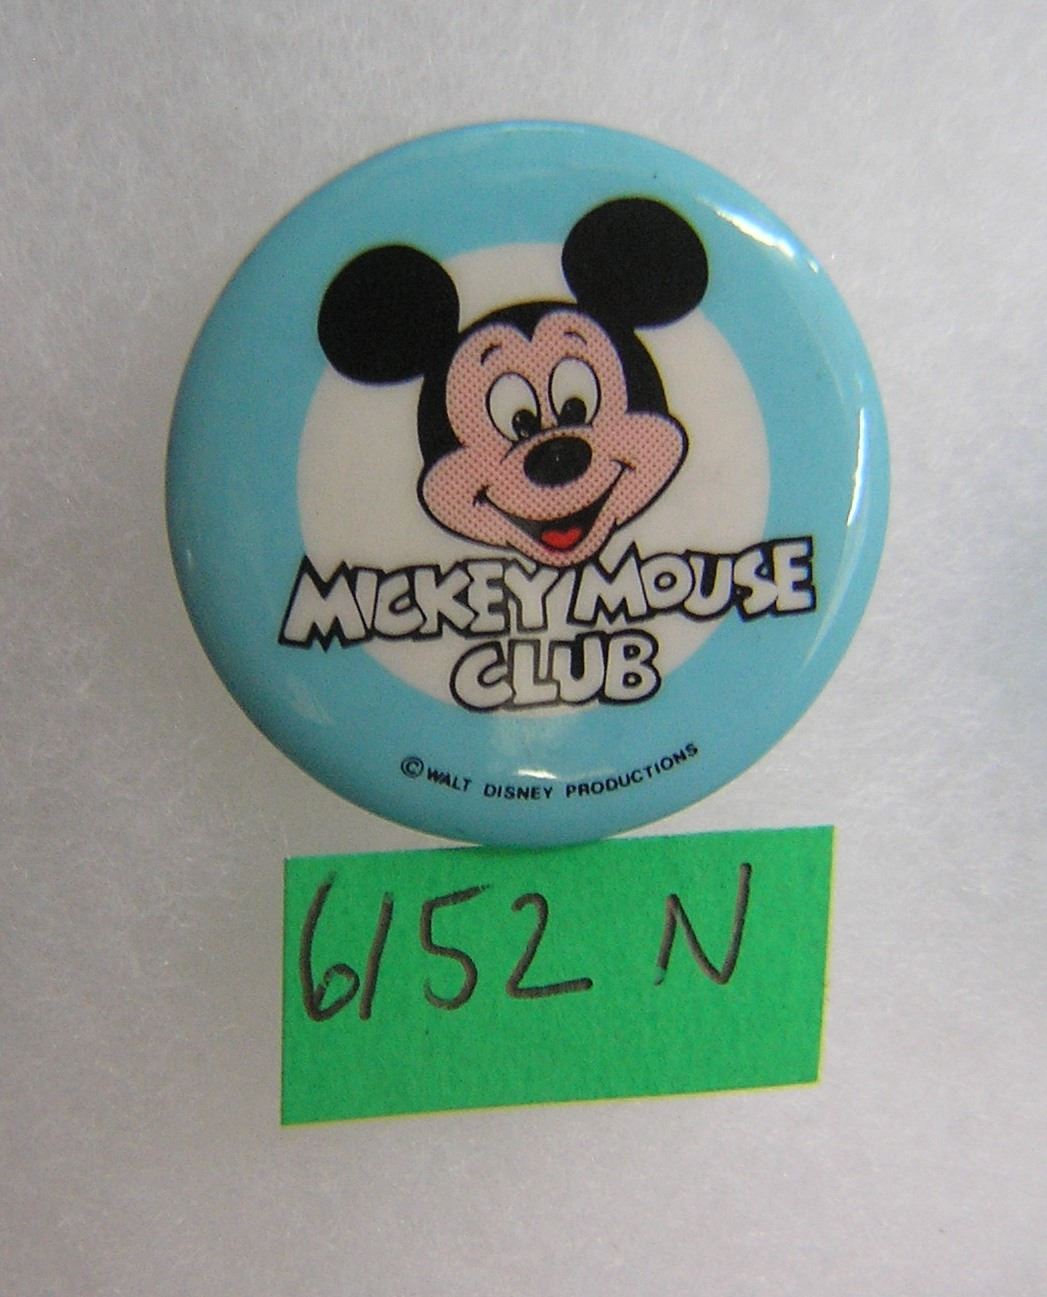 MICKEY MOUSE
CLUB
© WALT DISNEY PRODUCTIONS
6152 N